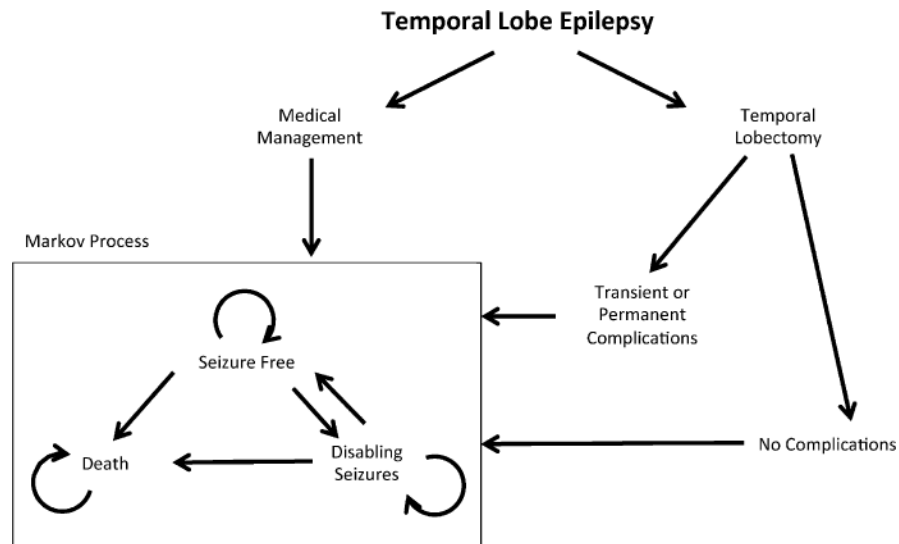 Temporal Lobe Epilepsy
Medical
Management
Temporal
Lobectomy
Markov Process
Transient or
Permanent
Complications
Seizure Free
No Complications
Death
Disabling
Seizures